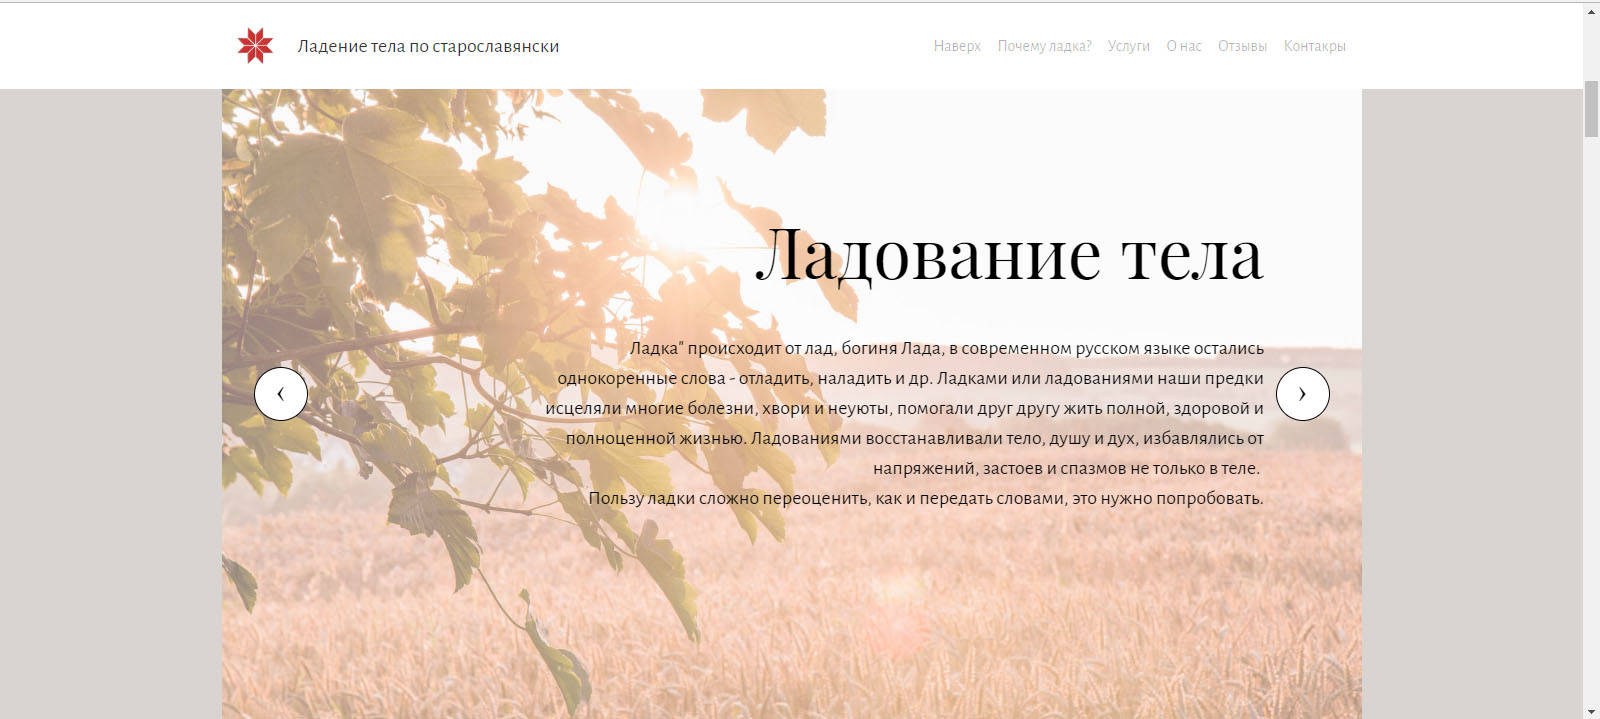 Ладение тела по старославянски
Наверх Почему ладка? Услуги О нас Отзывы Контакры
Ладование тела
Ладка" происходит от лад, богиня Лада, в современном русском языке остались
однокоренные слова - отладить, наладить и др. Ладками или ладованиями наши предки
исцеляли многие болезни, хвори и неуюты, помогали друг другу жить полной, здоровой и
полноценной жизнью. Ладованиями восстанавливали тело, душу и дух, избавлялись от
напряжений, застоев и спазмов не только в теле.
Пользу ладки сложно переоценить, как и передать словами, это нужно попробовать.